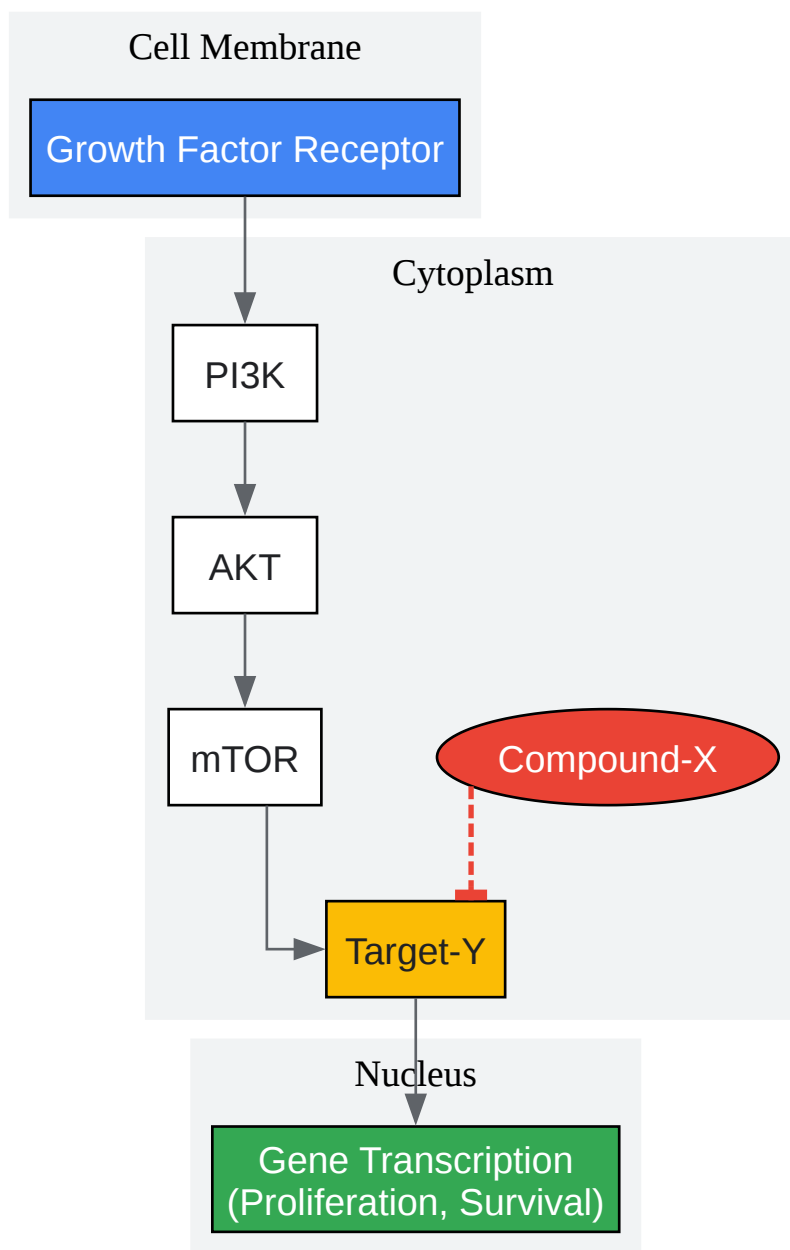 Cell Membrane
Growth Factor Receptor
Cytoplasm
PI3K
AKT
mTOR
Compound-X
Target-Y
Nucleus
Gene Transcription
(Proliferation, Survival)